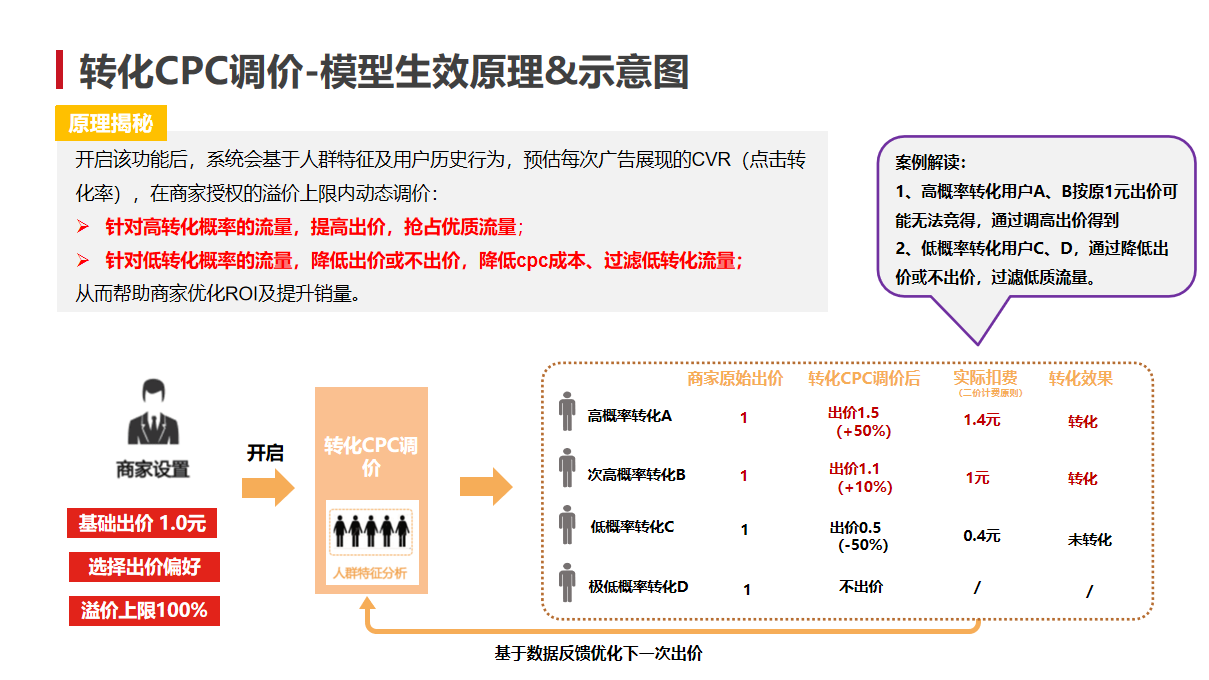 转化CPC调价-模型生效原理&示意图
原理揭秘
开启该功能后，系统会基于人群特征及用户历史行为，预估每次广告展现的CVR（点击转
化率），在商家授权的溢价上限内动态调价：
➢ 针对高转化概率的流量，提高出价，抢占优质流量；
➢ 针对低转化概率的流量，降低出价或不出价，降低cpc成本、过滤低转化流量；
从而帮助商家优化ROI及提升销量。
案例解读：
1、高概率转化用户A、B按原1元出价可
能无法竞得，通过调高出价得到
2、低概率转化用户C、D，通过降低出
价或不出价，过滤低质流量。
商家设置
基础出价 1.0元
选择出价偏好
溢价上限100%
开启
转化CPC调
价
人群特征分析
商家原始出价 转化CPC调价后 实际扣费 转化效果
（二价计费原则）
高概率转化A 1 出价1.5 1.4元 转化
（+50%）
次高概率转化B 1 出价1.1 1元 转化
（+10%）
低概率转化C 1 出价0.5 0.4元 未转化
（-50%）
极低概率转化D 1 不出价 / /
基于数据反馈优化下一次出价